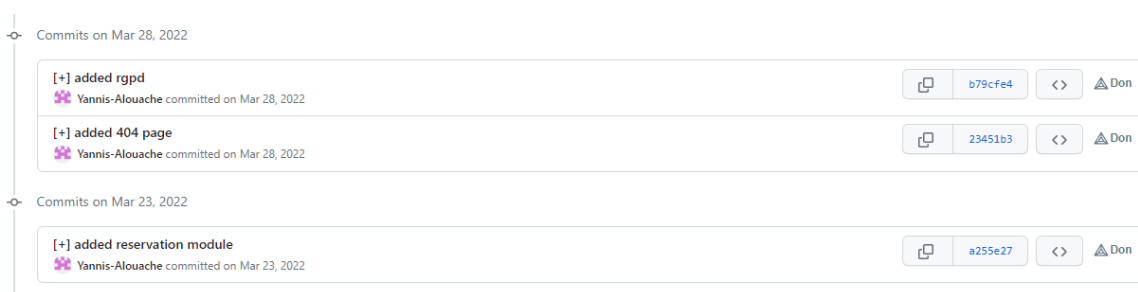 Commits on Mar 28, 2022
[+] added rgpd
b79cfe4
<>
Don
Yannis-Alouache committed on Mar 28, 2022
[+] added 404 page
23451b3
<>
Don
Yannis-Alouache committed on Mar 28, 2022
Commits on Mar 23, 2022
[+] added reservation module
a255e27
<>
Don
Yannis-Alouache committed on Mar 23, 2022